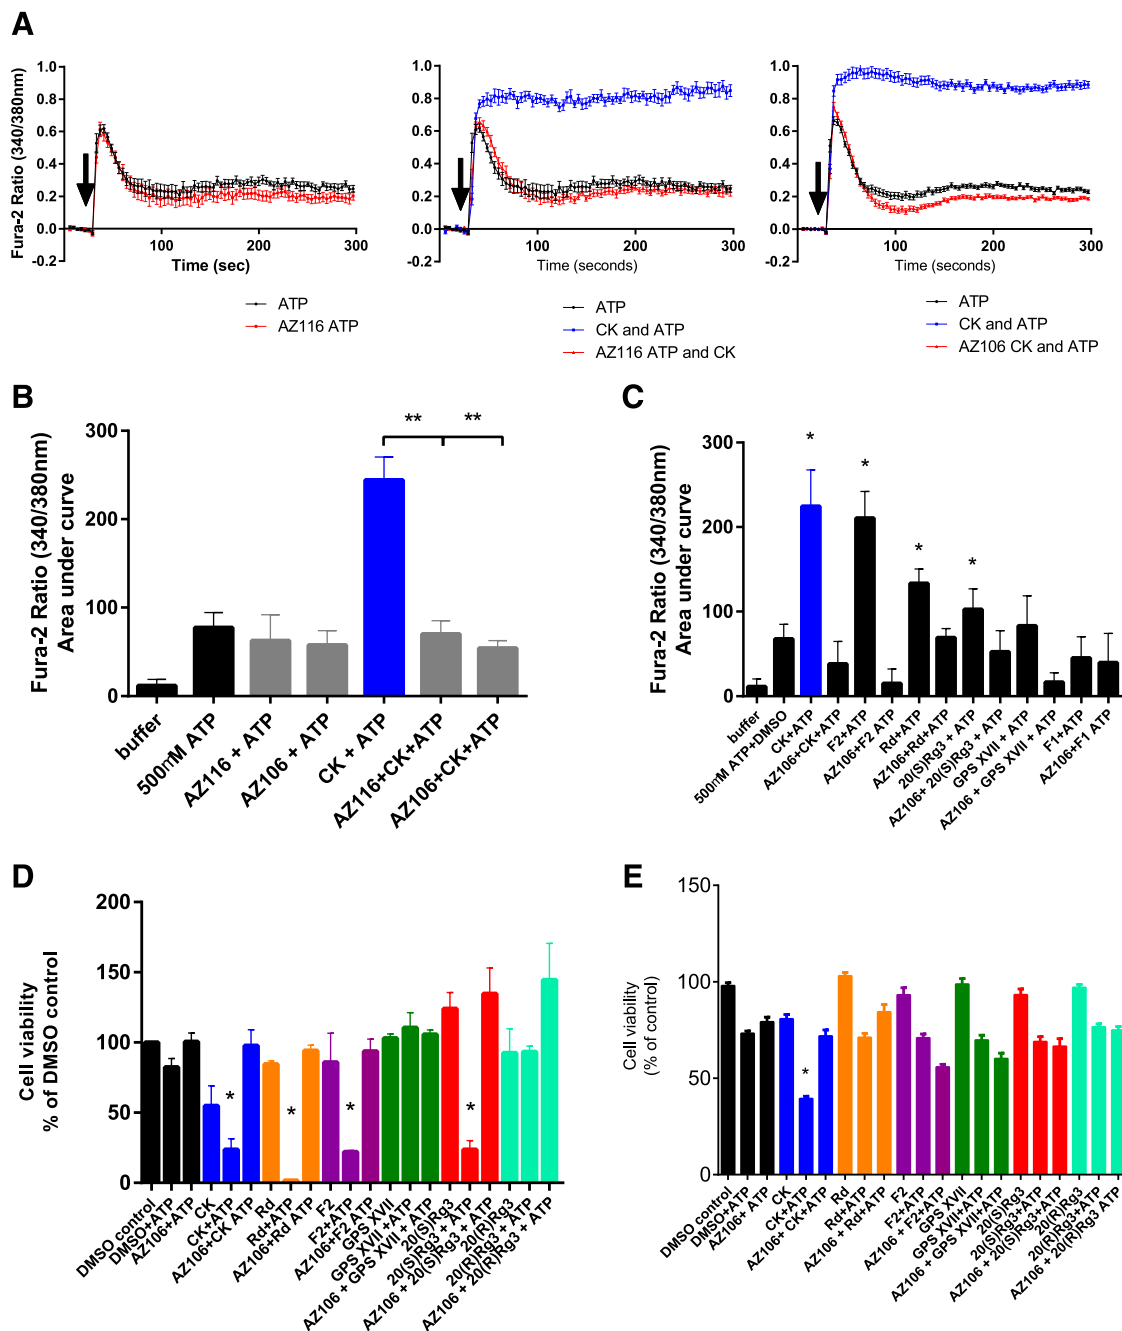 A
Fura-2 Ratio (340/380nm)
1.0
0.8
0.6
0.4
0.2
0.0
-0.2
100
200
300
Time (sec)
ATP
AZ116 ATP
1.0
0.8
0.6
0.4
0.2
0.0
-0.2
100
200
300
Time (seconds)
ATP
CK and ATP
AZ116 ATP and CK
1.0
0.8
0.6
0.4
0.2
0.0
-0.2
100
200
300
Time (seconds)
ATP
CK and ATP
AZ106 CK and ATP
B
Fura-2 Ratio (340/380nm)
Area under curve
300
200
100
0
**
**
buffer
500mM ATP
AZ116 + ATP
AZ106 + ATP
CK + ATP
AZ116+CK+ATP
AZ106+CK+ATP
C
Fura-2 Ratio (340/380nm)
Area under curve
300
200
100
0
*
*
*
*
buffer
500mM ATP+DMSO
CK+ATP
AZ106+CK+ATP
F2+ATP
AZ106+F2 ATP
Rd+ATP
AZ106+Rd+ATP
20(S)Rg3 + ATP
AZ106+ 20(S)Rg3 + ATP
GPS XVII + ATP
AZ106 + GPS XVII + ATP
F1+ATP
AZ106+F1 ATP
D
Cell viability
% of DMSO control
200
150
100
50
0
*
*
*
*
DMSO control
DMSO+ATP
AZ106+ATP
CK
CK+ATP
AZ106+CK ATP
Rd
Rd+ATP
AZ106+Rd ATP
F2
F2+ATP
AZ106+F2 ATP
GPS XVII
GPS XVII + ATP
AZ106 + GPS XVII + ATP
20(S)Rg3
20(S)Rg3 + ATP
AZ106 + 20(S)Rg3 + ATP
20(R)Rg3
20(R)Rg3 + ATP
AZ106 + 20(R)Rg3 + ATP
E
Cell viability
(% of control)
150
100
50
0
*
DMSO control
DMSO+ATP
AZ106+ ATP
CK
CK+ATP
AZ106+ CK+ATP
Rd
Rd+ATP
AZ106 + Rd+ATP
F2
F2+ATP
AZ106 + F2+ATP
GPS XVII
GPS XVII+ATP
AZ106 + GPS XVII+ATP
20(S)Rg3
20(S)Rg3+ATP
AZ106 + 20(S)Rg3+ATP
20(R)Rg3
20(R)Rg3+ATP
AZ106 + 20(R)Rg3 ATP